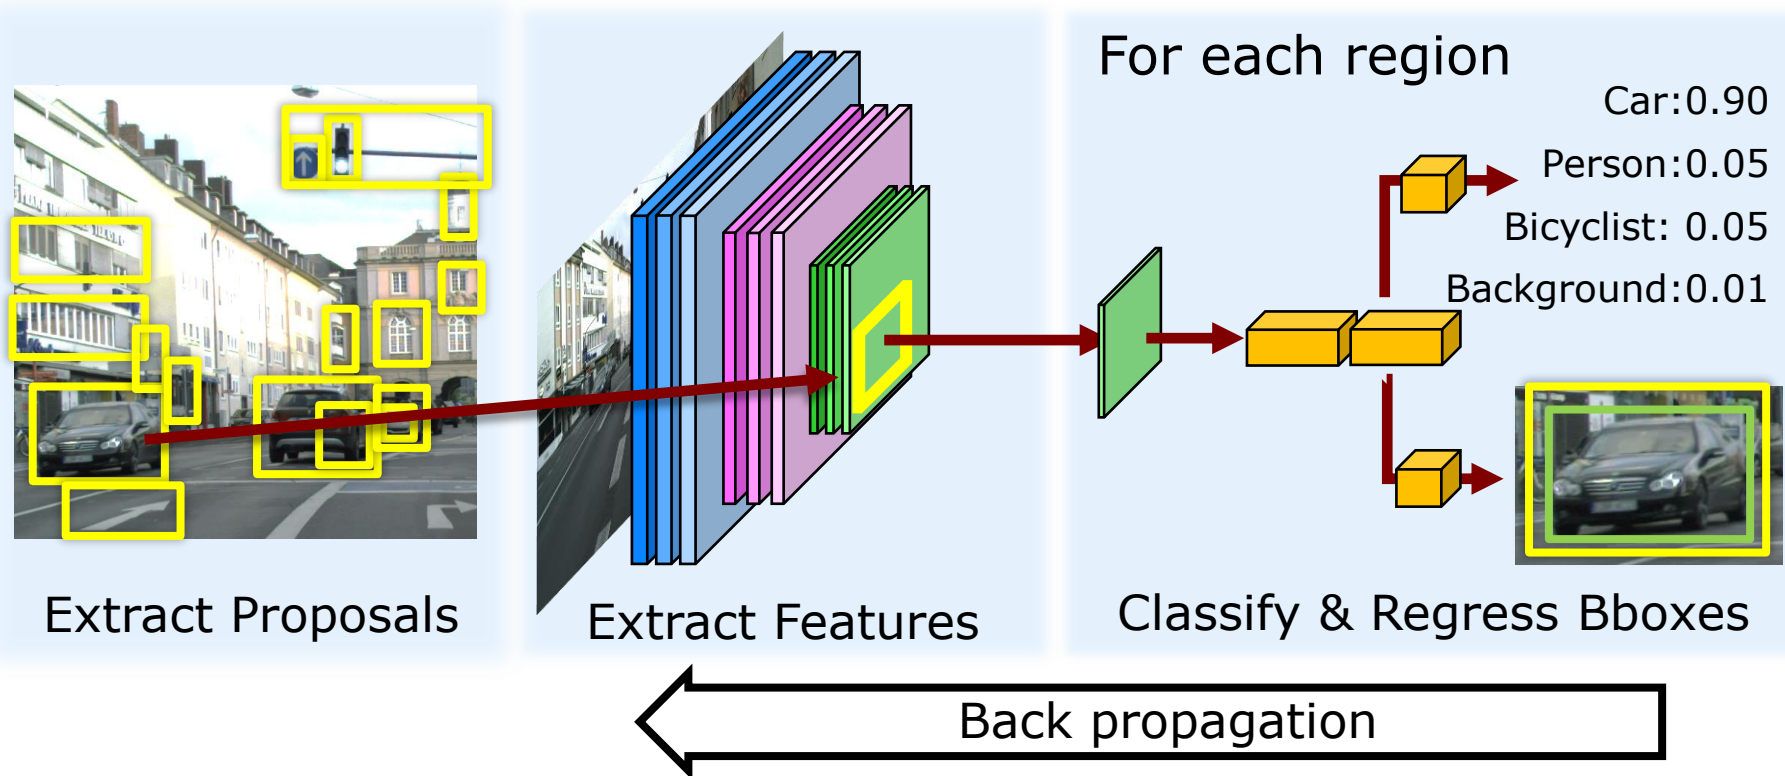 For each region
Car:0.90
Person:0.05
Bicyclist: 0.05
Background:0.01
Extract Proposals
Extract Features
Classify & Regress Bboxes
Back propagation